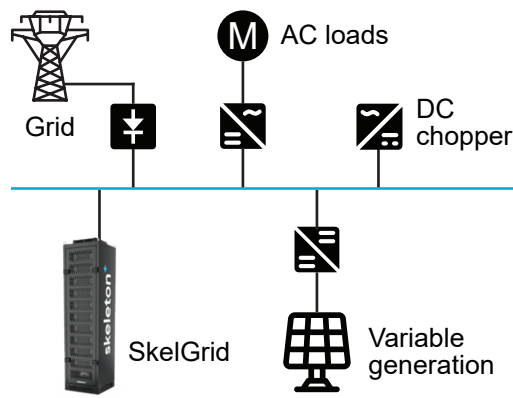 M
AC loads
Grid
DC
chopper
skeleton
SkelGrid
Variable
generation